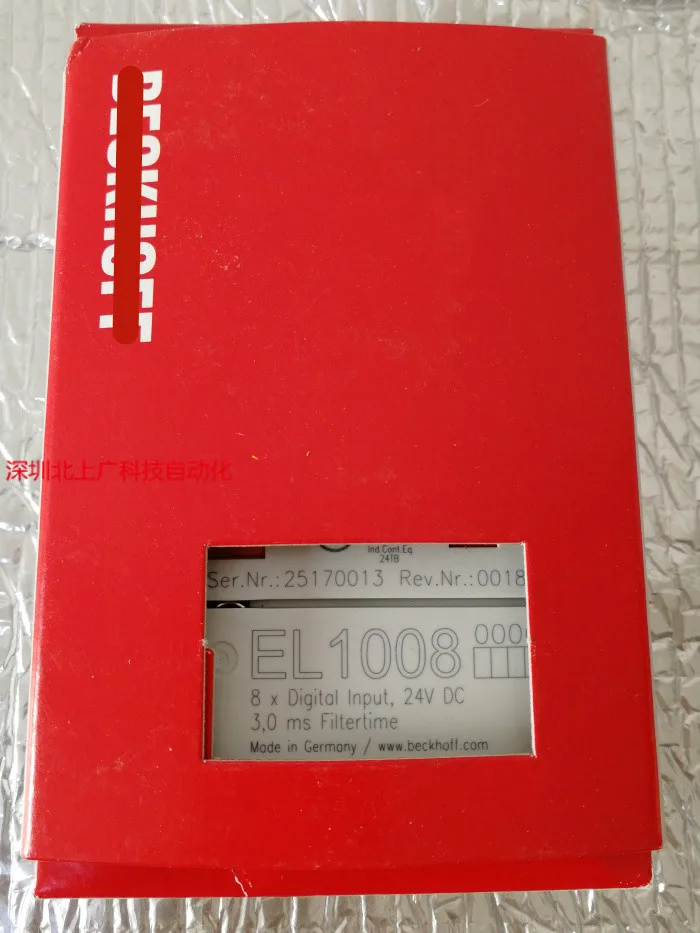 BECKHOFF
深圳北上广科技自动化
Ind.Cont.Eq.
24TB
Ser.Nr.:25170013 Rev.Nr.:0018
EL1008
8 x Digital Input, 24V DC
3,0 ms Filtertime
Made in Germany / www.beckhoff.com